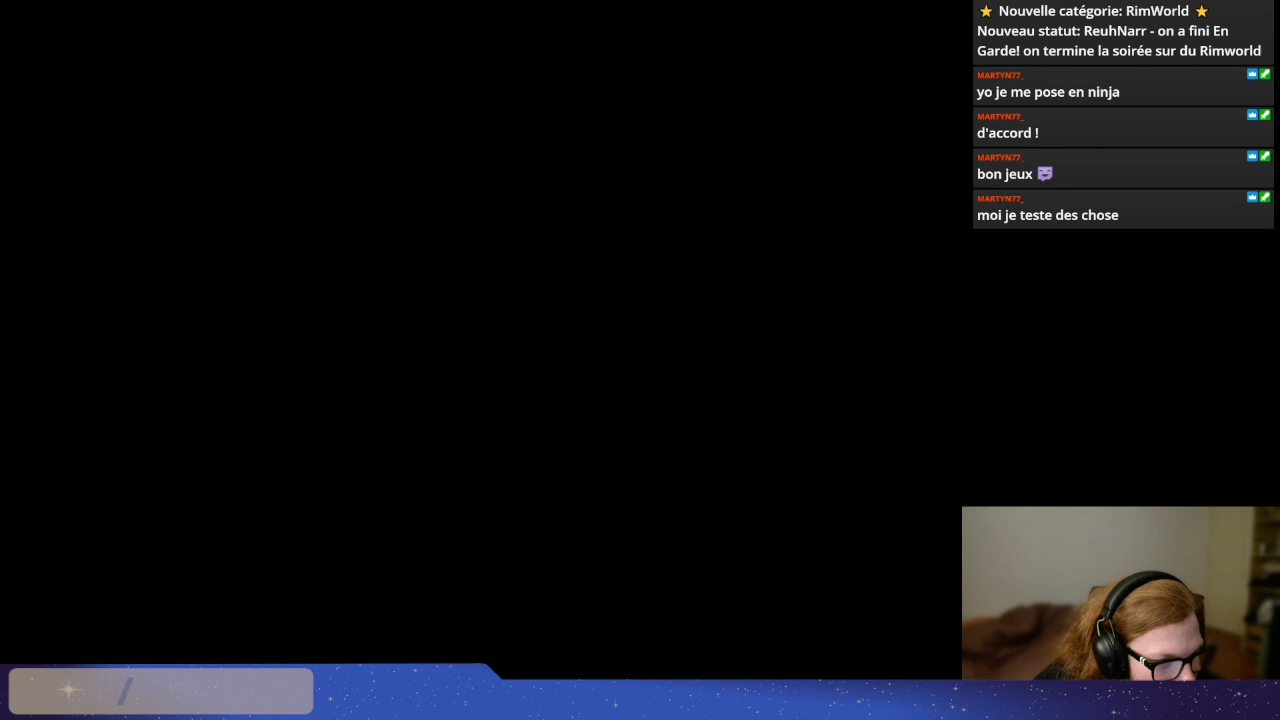 ⭐ Nouvelle catégorie: RimWorld ⭐
Nouveau statut: ReuhNarr - on a fini En
Garde! on termine la soirée sur du Rimworld
MARTYN77_
yo je me pose en ninja
MARTYN77_
d'accord !
MARTYN77_
bon jeux
MARTYN77_
moi je teste des chose
/